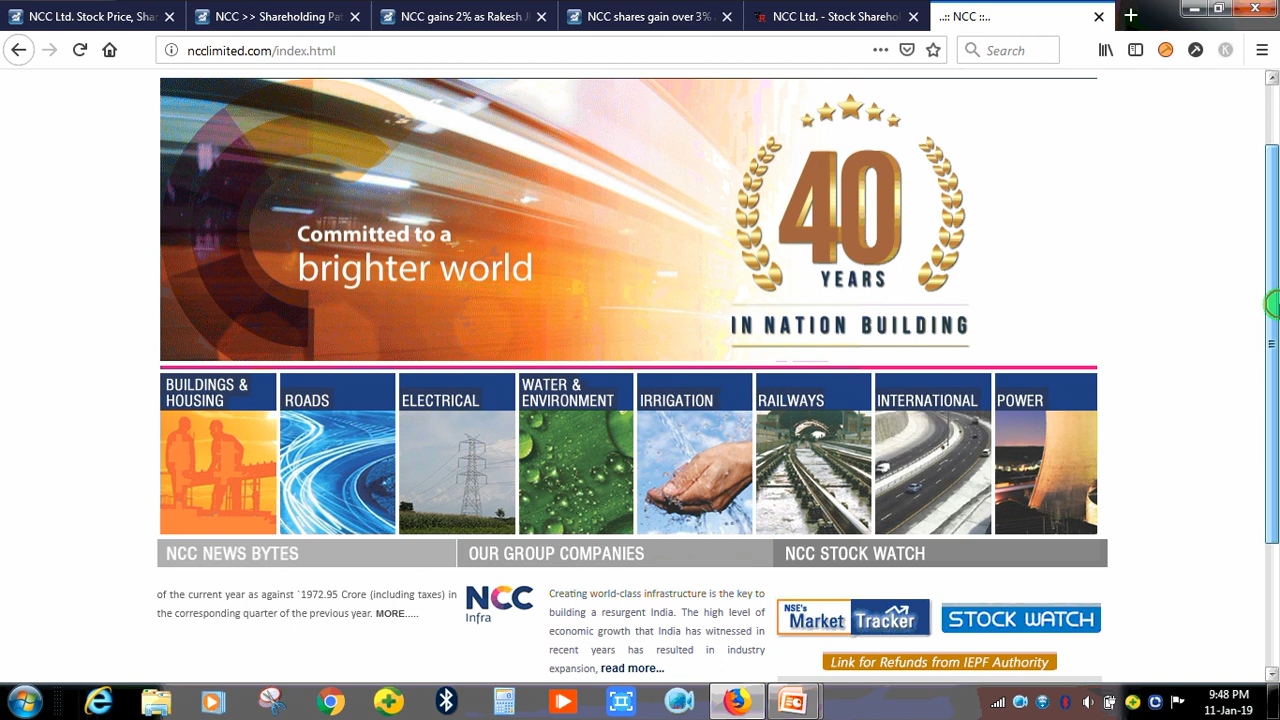 NCC Ltd. Stock Price, Shar
NCC >> Shareholding Pat
NCC gains 2% as Rakesh J
NCC shares gain over 3%
NCC Ltd. - Stock Sharehol
..:: NCC ::..
ncclimited.com/index.html
Search
Committed to a
brighter world
40
YEARS
IN NATION BUILDING
BUILDINGS &
HOUSING
ROADS
ELECTRICAL
WATER &
ENVIRONMENT
IRRIGATION
RAILWAYS
INTERNATIONAL
POWER
NCC NEWS BYTES
OUR GROUP COMPANIES
NCC STOCK WATCH
of the current year as against `1972.95 Crore (including taxes) in
the corresponding quarter of the previous year. MORE.....
NCC
Infra
Creating world-class infrastructure is the key to
building a resurgent India. The high level of
economic growth that India has witnessed in
recent years has resulted in industry
expansion, read more...
NSE's
Market Tracker
STOCK WATCH
Link for Refunds from IEPF Authority
9:48 PM
11-Jan-19